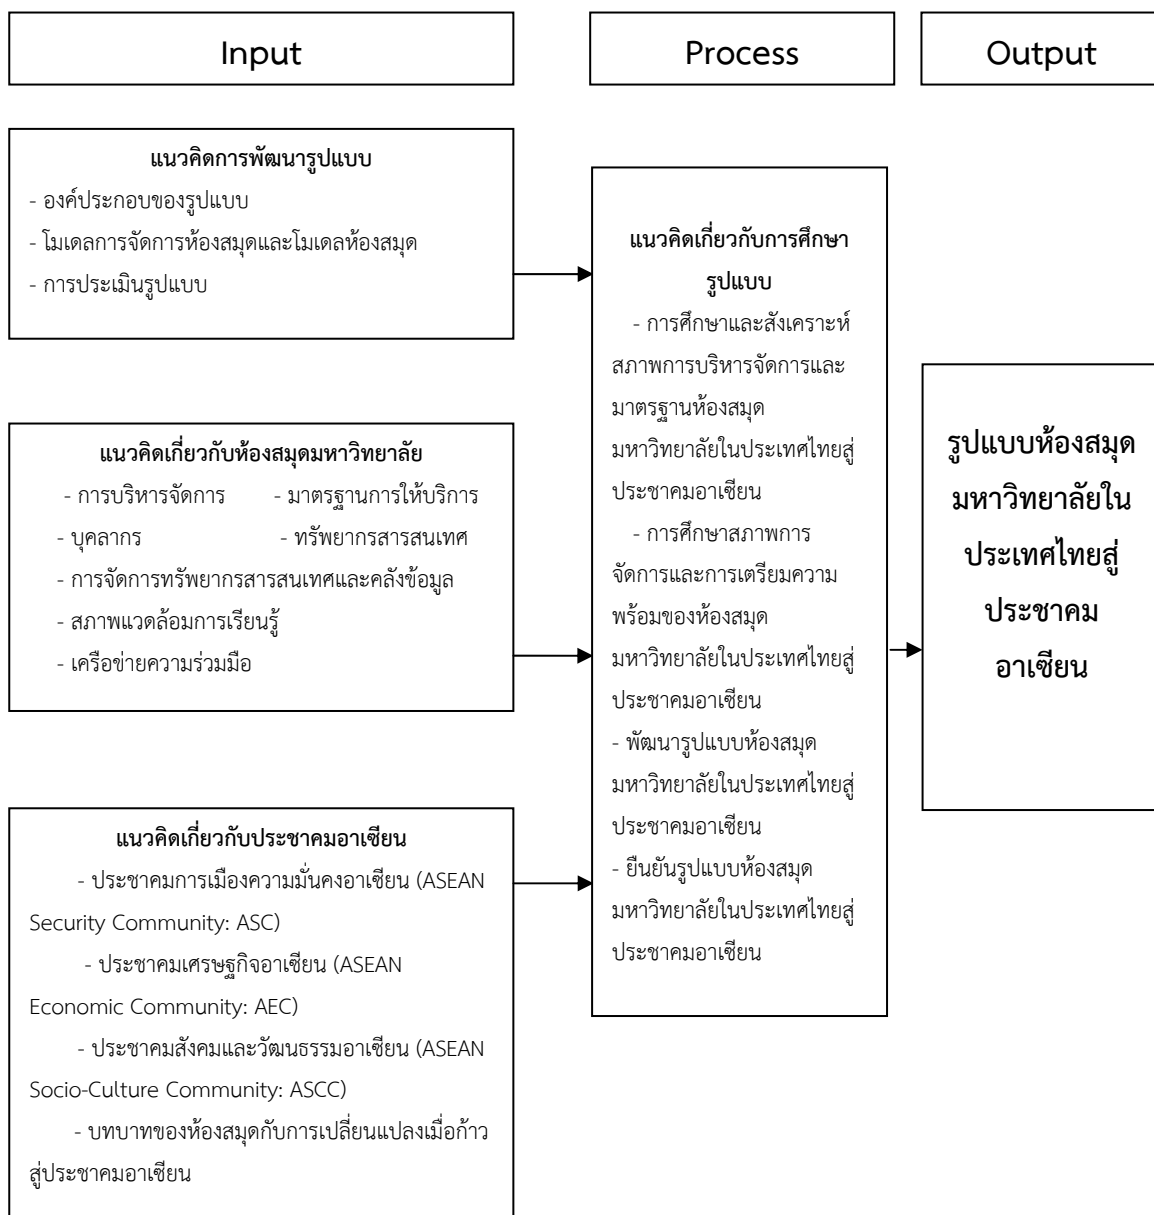 Input
Process
Output
แนวคิดการพัฒนารูปแบบ
- องค์ประกอบของรูปแบบ
- โมเดลการจัดการห้องสมุดและโมเดลห้องสมุด
- การประเมินรูปแบบ
แนวคิดเกี่ยวกับห้องสมุดมหาวิทยาลัย
- การบริหารจัดการ - มาตรฐานการให้บริการ
- บุคลากร - ทรัพยากรสารสนเทศ
- การจัดการทรัพยากรสารสนเทศและคลังข้อมูล
- สภาพแวดล้อมการเรียนรู้
- เครือข่ายความร่วมมือ
แนวคิดเกี่ยวกับประชาคมอาเซียน
- ประชาคมการเมืองความมั่นคงอาเซียน (ASEAN
Security Community: ASC)
- ประชาคมเศรษฐกิจอาเซียน (ASEAN
Economic Community: AEC)
- ประชาคมสังคมและวัฒนธรรมอาเซียน (ASEAN
Socio-Culture Community: ASCC)
- บทบาทของห้องสมุดกับการเปลี่ยนแปลงเมื่อก้าว
สู่ประชาคมอาเซียน
แนวคิดเกี่ยวกับการศึกษา
รูปแบบ
- การศึกษาและสังเคราะห์
สภาพการบริหารจัดการและ
มาตรฐานห้องสมุด
มหาวิทยาลัยในประเทศไทยสู่
ประชาคมอาเซียน
- การศึกษาสภาพการ
จัดการและการเตรียมความ
พร้อมของห้องสมุด
มหาวิทยาลัยในประเทศไทยสู่
ประชาคมอาเซียน
- พัฒนารูปแบบห้องสมุด
มหาวิทยาลัยในประเทศไทยสู่
ประชาคมอาเซียน
- ยืนยันรูปแบบห้องสมุด
มหาวิทยาลัยในประเทศไทยสู่
ประชาคมอาเซียน
รูปแบบห้องสมุด
มหาวิทยาลัยใน
ประเทศไทยสู่
ประชาคม
อาเซียน